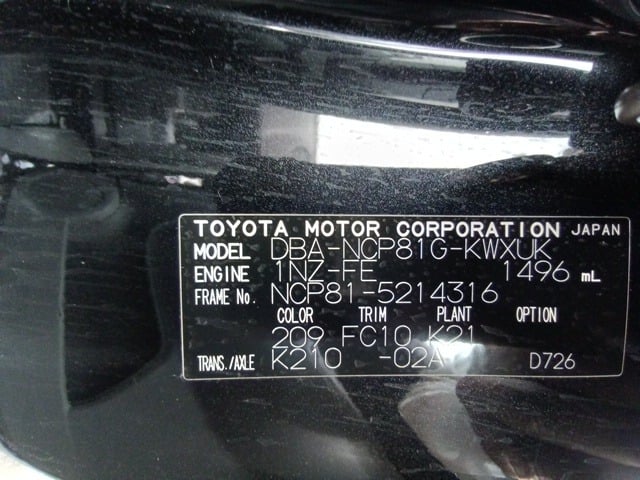 TOYOTA MOTOR CORPORATION JAPAN
MODEL DBA-NCP81G-KWXUK
ENGINE 1NZ-FE 1496 mL
FRAME No. NCP81-5214316
COLOR TRIM PLANT OPTION
209 FC10 K21
TRANS./AXLE K210 -02A D726